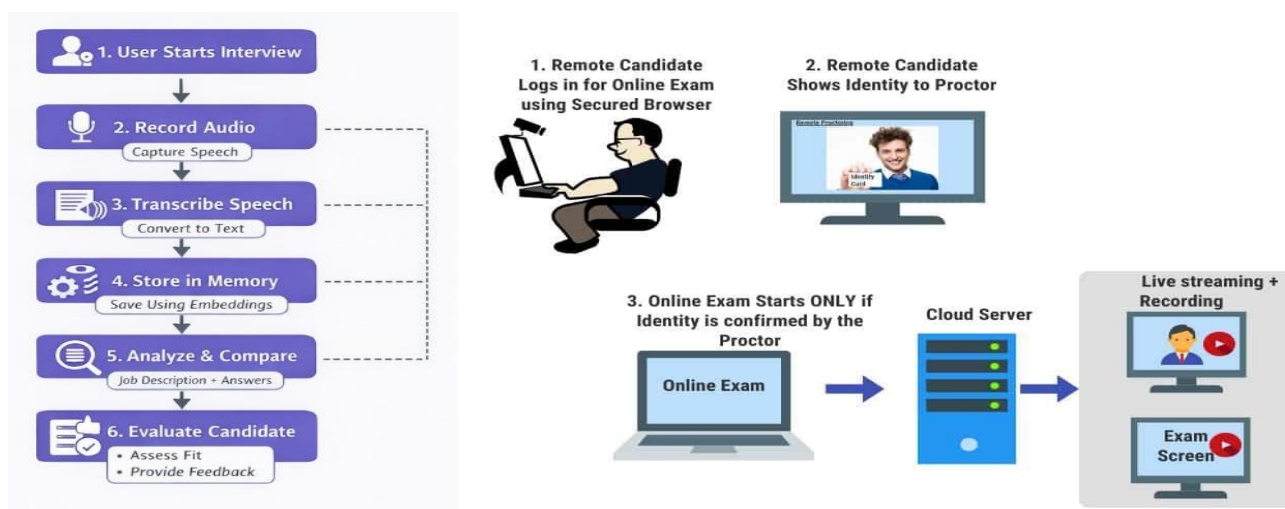 1. User Starts Interview
2. Record Audio
Capture Speech
3. Transcribe Speech
Convert to Text
4. Store in Memory
Save Using Embeddings
5. Analyze & Compare
Job Description + Answers
6. Evaluate Candidate
• Assess Fit
• Provide Feedback
1. Remote Candidate
Logs in for Online Exam
using Secured Browser
2. Remote Candidate
Shows Identity to Proctor
Remote Proctoring
Identity
Card
3. Online Exam Starts ONLY if
Identity is confirmed by the
Proctor
Online Exam
Cloud Server
Live streaming +
Recording
Exam
Screen